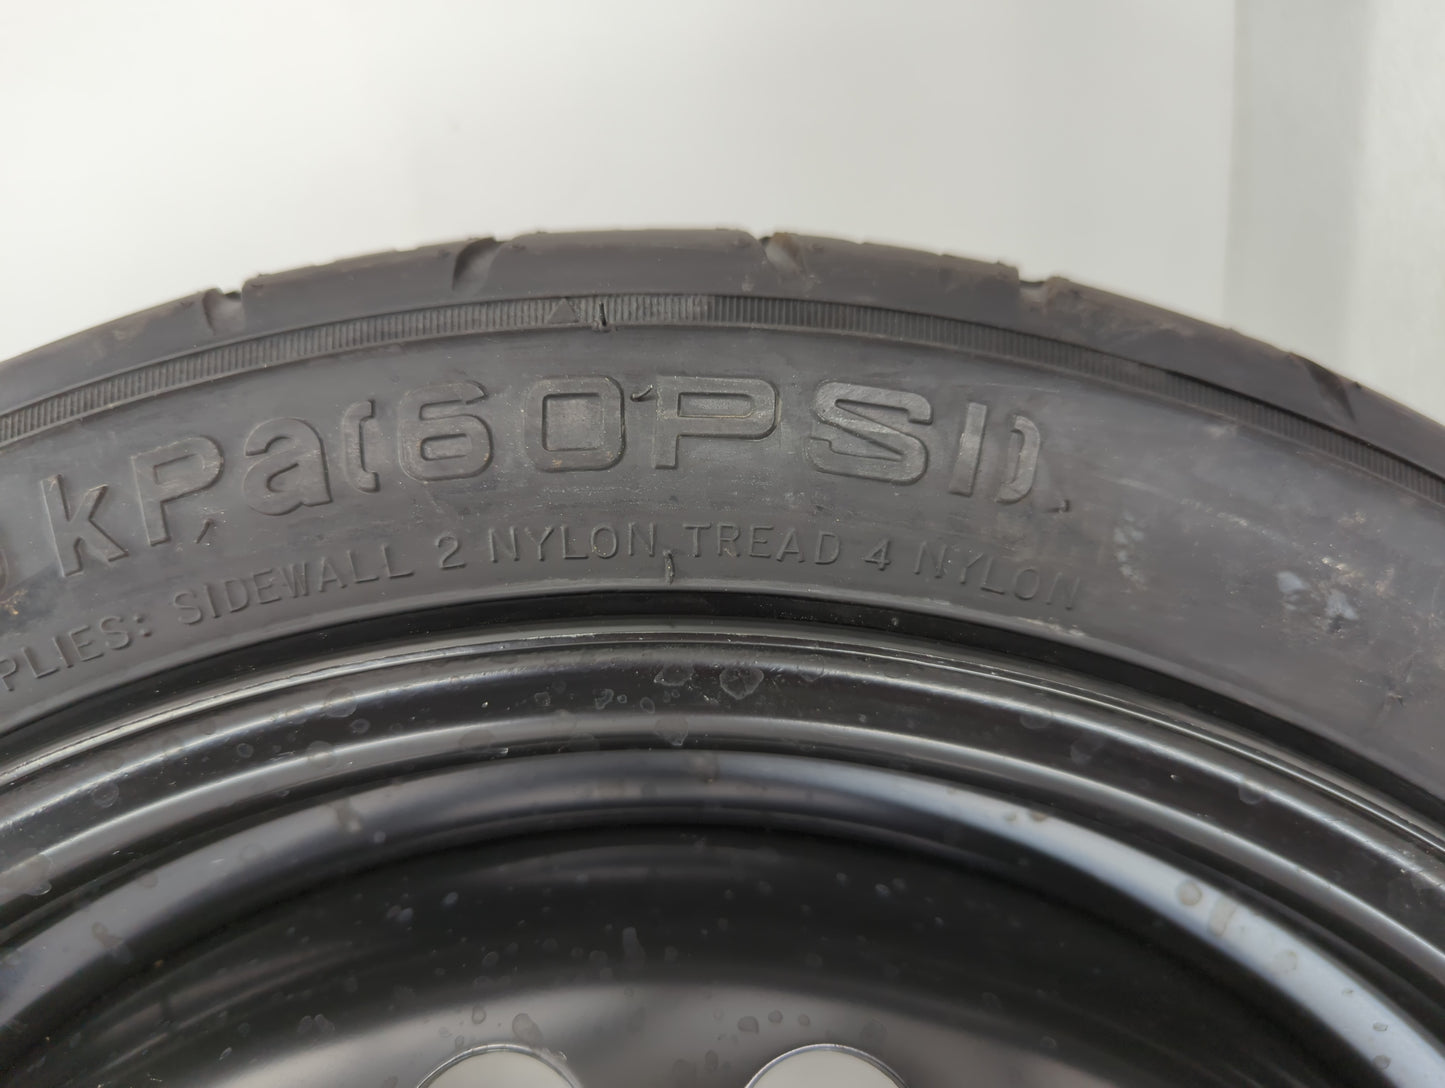 kPa(60PSI).
PLIES: SIDEWALL 2 NYLON, TREAD 4 NYLON